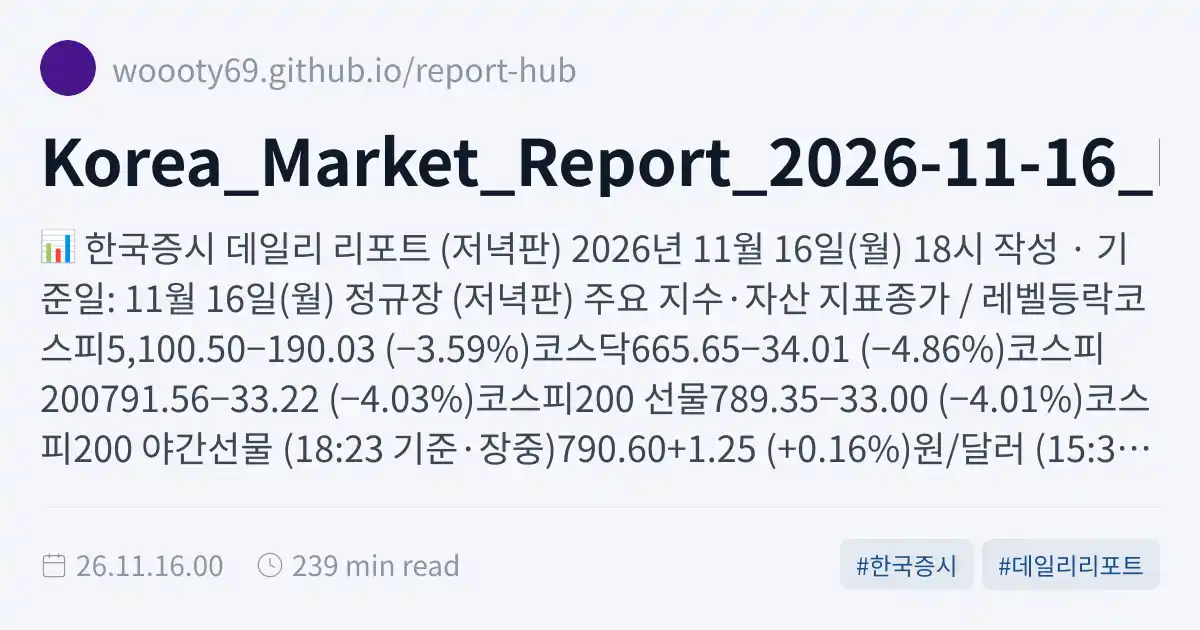 woooty69.github.io/report-hub
Korea_Market_Report_2026-11-16_
📊 한국증시 데일리 리포트 (저녁판) 2026년 11월 16일(월) 18시 작성 · 기
준일: 11월 16일(월) 정규장 (저녁판) 주요 지수·자산 지표종가 / 레벨등락코
스피5,100.50−190.03 (−3.59%)코스닥665.65−34.01 (−4.86%)코스피
200791.56−33.22 (−4.03%)코스피200 선물789.35−33.00 (−4.01%)코스
피200 야간선물 (18:23 기준·장중)790.60+1.25 (+0.16%)원/달러 (15:3…
26.11.16.00
239 min read
#한국증시
#데일리리포트